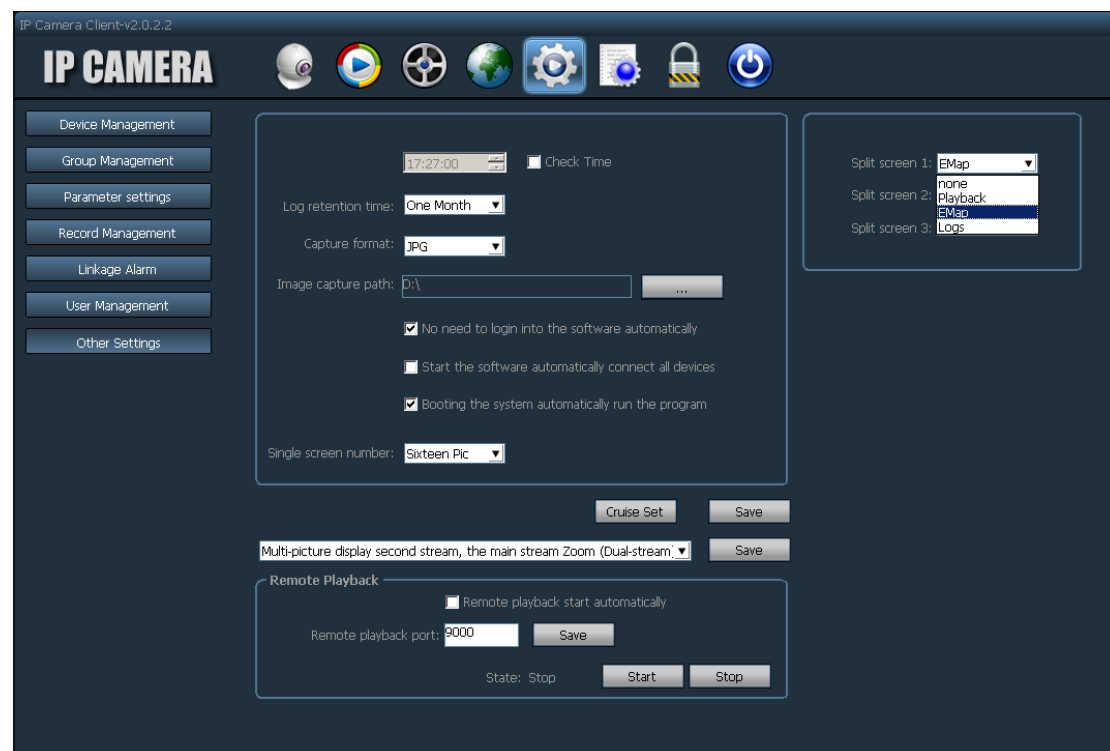 IP Camera Client-v2.0.2.2
IP CAMERA
Device Management
Group Management
Parameter settings
Record Management
Linkage Alarm
User Management
Other Settings
17:27:00
Check Time
Log retention time: One Month
Capture format: JPG
Image capture path: D:\
...
No need to login into the software automatically
Start the software automatically connect all devices
Booting the system automatically run the program
Single screen number: Sixteen Pic
Cruise Set
Save
Multi-picture display second stream, the main stream Zoom (Dual-stream)
Save
Remote Playback
Remote playback start automatically
Remote playback port: 9000
Save
State: Stop
Start
Stop
Split screen 1: EMap
none
Split screen 2: Playback
EMap
Split screen 3: Logs